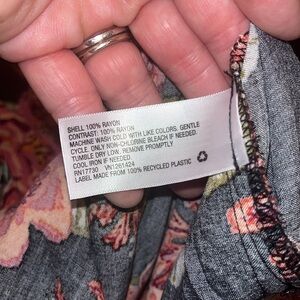 SHELL 100% RAYON
CONTRAST: 100% RAYON
MACHINE WASH COLD WITH LIKE COLORS. GENTLE
CYCLE. ONLY NON-CHLORINE BLEACH IF NEEDED.
TUMBLE DRY LOW. REMOVE PROMPTLY
COOL IRON IF NEEDED.
PN17730 VN1261424
LABEL MADE FROM 100% RECYCLED PLASTIC